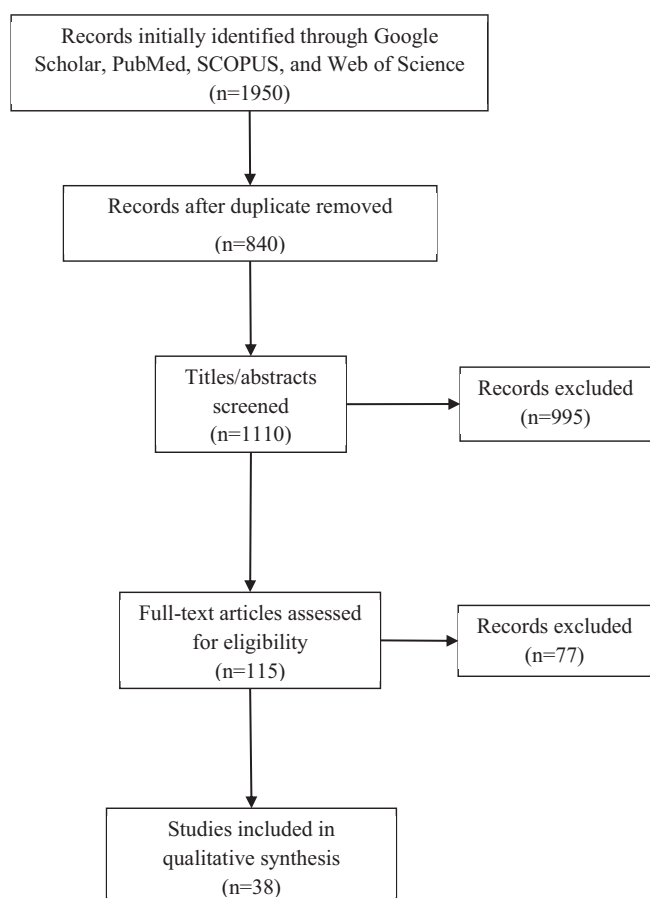 Records initially identified through Google
Scholar, PubMed, SCOPUS, and Web of Science
(n=1950)
Records after duplicate removed
(n=840)
Titles/abstracts
screened
(n=1110)
Records excluded
(n=995)
Full-text articles assessed
for eligibility
(n=115)
Records excluded
(n=77)
Studies included in
qualitative synthesis
(n=38)